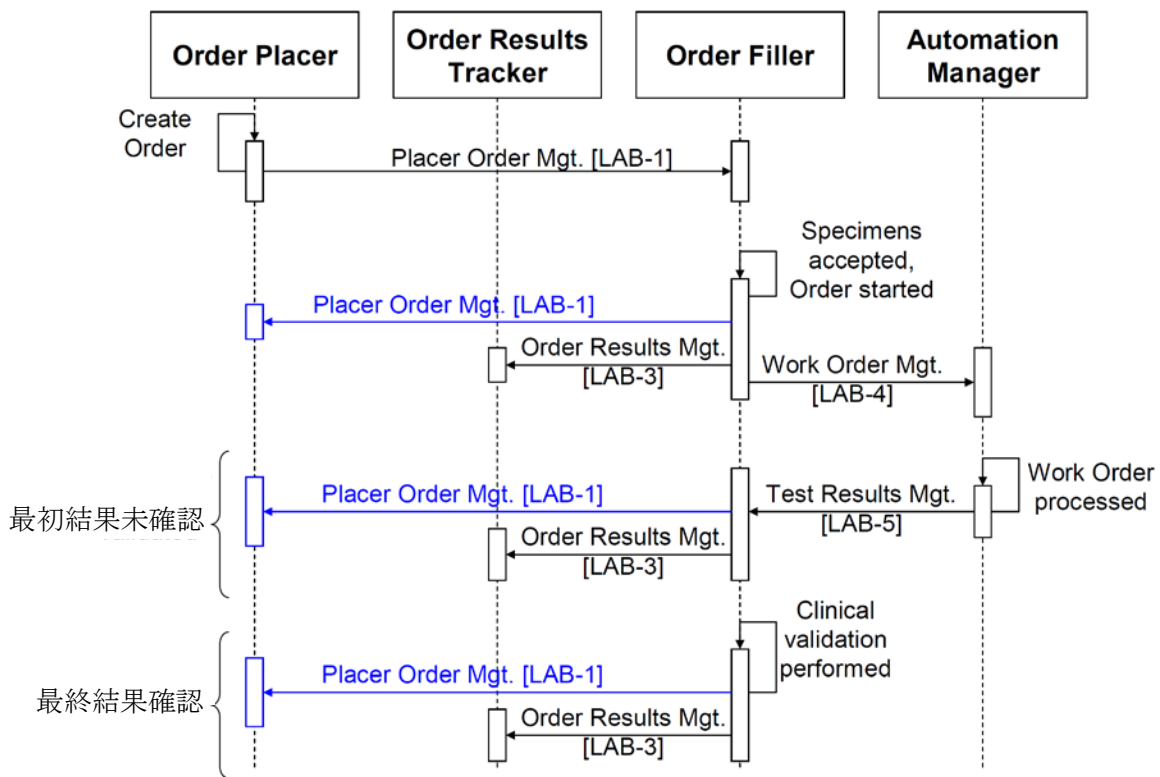 Order Placer
Order Results
Tracker
Order Filler
Automation
Manager
Create
Order
Placer Order Mgt. [LAB-1]
Specimens
accepted,
Order started
Placer Order Mgt. [LAB-1]
Order Results Mgt.
[LAB-3]
Work Order Mgt.
[LAB-4]
最初結果未確認
Placer Order Mgt. [LAB-1]
Test Results Mgt.
[LAB-5]
Work Order
processed
Order Results Mgt.
[LAB-3]
Clinical
validation
performed
最終結果確認
Placer Order Mgt. [LAB-1]
Order Results Mgt.
[LAB-3]